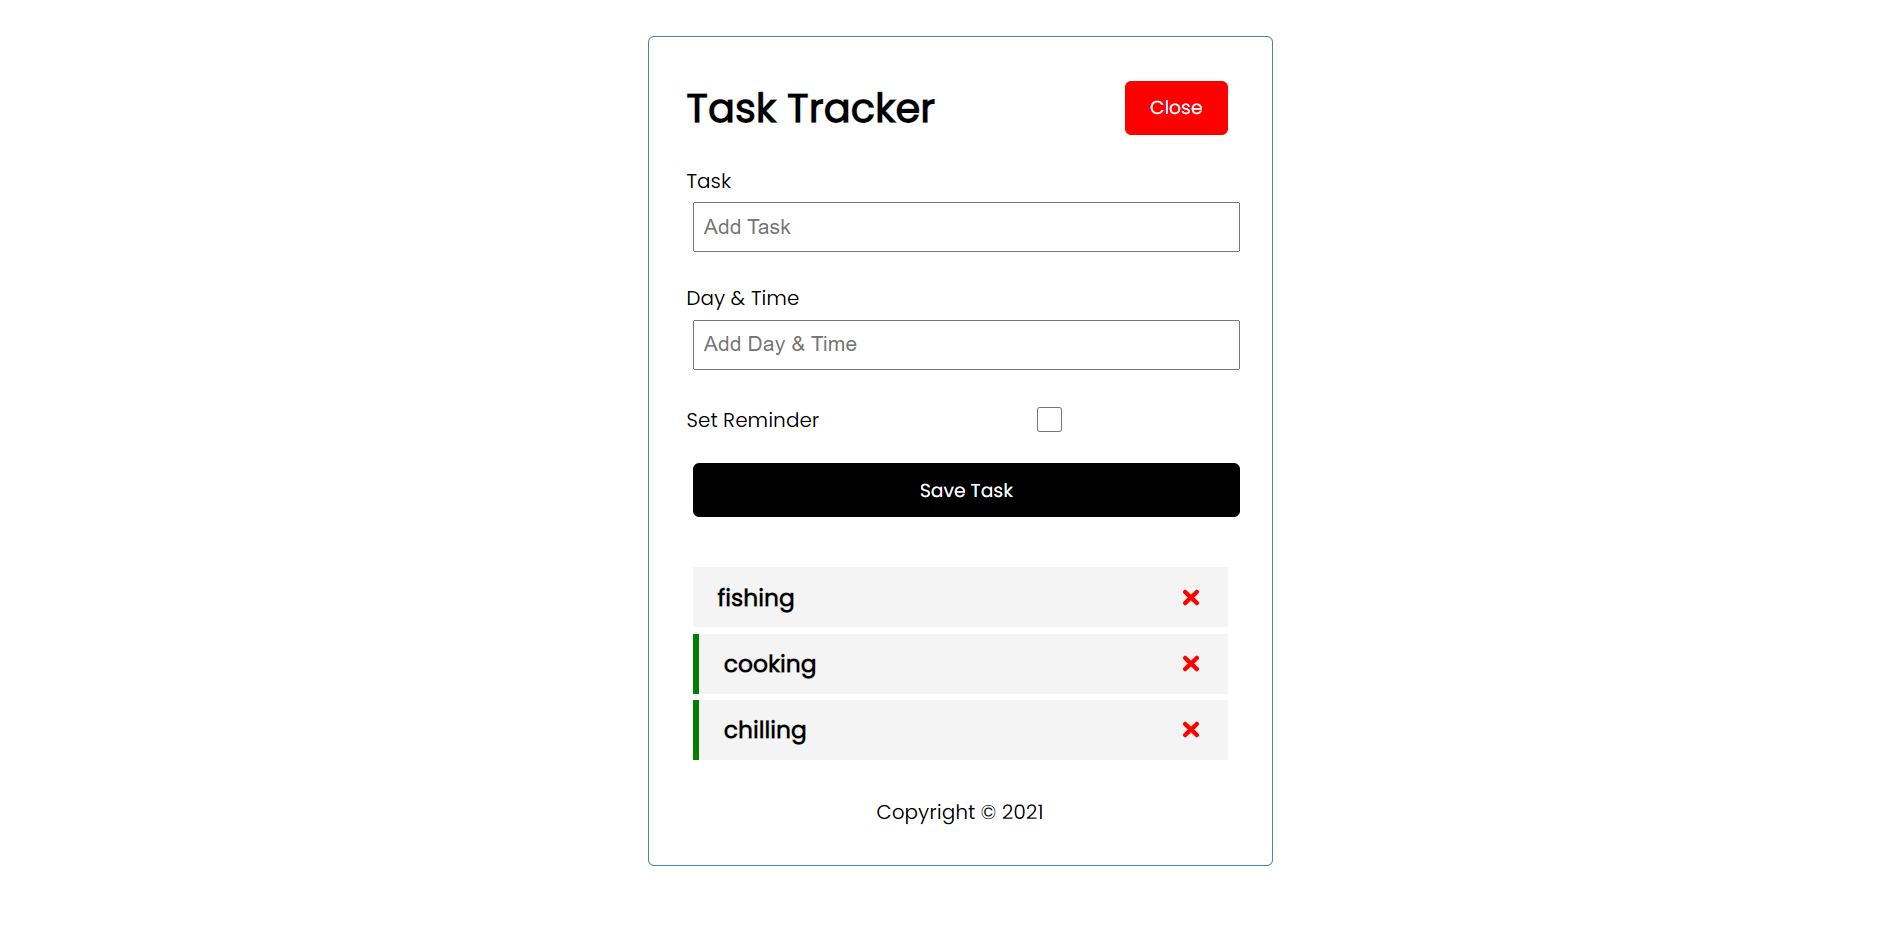 Task Tracker
Close
Task
Add Task
Day & Time
Add Day & Time
Set Reminder
Save Task
fishing
cooking
chilling
Copyright © 2021